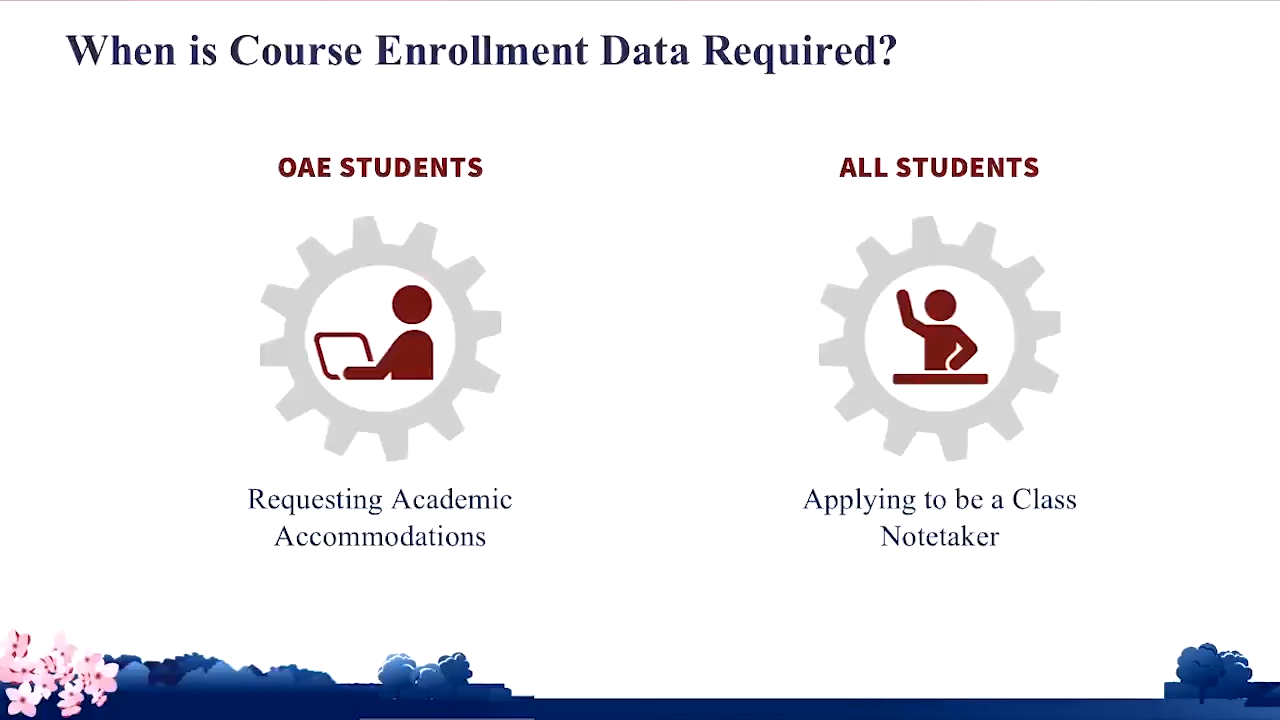 When is Course Enrollment Data Required?
OAE STUDENTS
Requesting Academic
Accommodations
ALL STUDENTS
Applying to be a Class
Notetaker